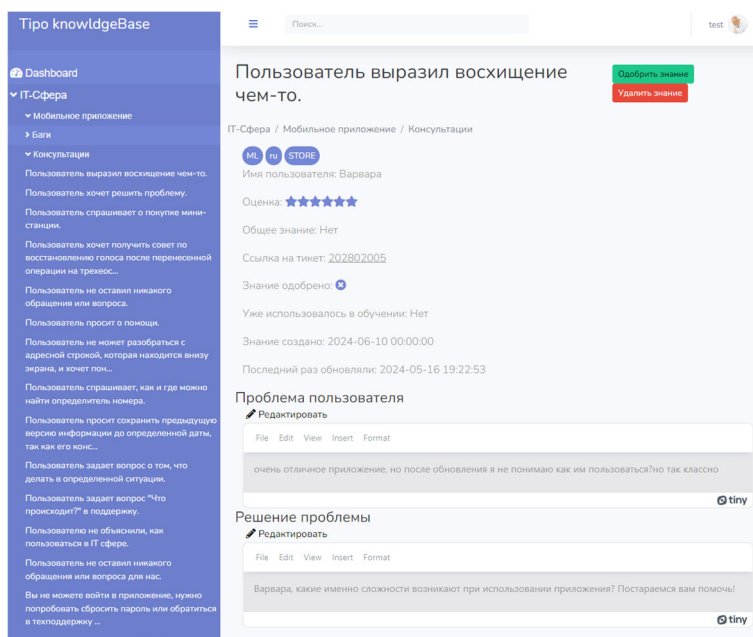 Tipo knowldgeBase
Поиск...
test
Dashboard
IT-Сфера
Мобильное приложение
Баги
Консультации
Пользователь выразил восхищение чем-то.
Пользователь хочет решить проблему.
Пользователь спрашивает о покупке мини-
станции.
Пользователь хочет получить совет по
восстановлению голоса после перенесенной
операции на трехеос...
Пользователь не оставил никакого
обращения или вопроса.
Пользователь просит о помощи.
Пользователь не может разобраться с
адресной строкой, которая находится внизу
экрана, и хочет пон...
Пользователь спрашивает, как и где можно
найти определитель номера.
Пользователь просит сохранить предыдущую
версию информации до определенной даты,
так как его конс...
Пользователь задает вопрос о том, что
делать в определенной ситуации.
Пользователь задает вопрос "Что
происходит?" в поддержку.
Пользователю не объяснили, как
пользоваться в IT сфере.
Пользователь не оставил никакого
обращения или вопроса для нас.
Вы не можете войти в приложение, нужно
попробовать сбросить пароль или обратиться
в техподдержку ...
Пользователь выразил восхищение
чем-то.
Одобрить знание
Удалить знание
IT-Сфера / Мобильное приложение / Консультации
ML ru STORE
Имя пользователя: Варвара
Оценка:
Общее знание: Нет
Ссылка на тикет: 202802005
Знание одобрено:
Уже использовалось в обучении: Нет
Знание создано: 2024-06-10 00:00:00
Последний раз обновляли: 2024-05-16 19:22:53
Проблема пользователя
Редактировать
File Edit View Insert Format
очень отличное приложение, но после обновления я не понимаю как им пользоваться?но так классно
tiny
Решение проблемы
Редактировать
File Edit View Insert Format
Варвара, какие именно сложности возникают при использовании приложения? Постараемся вам помочь!
tiny